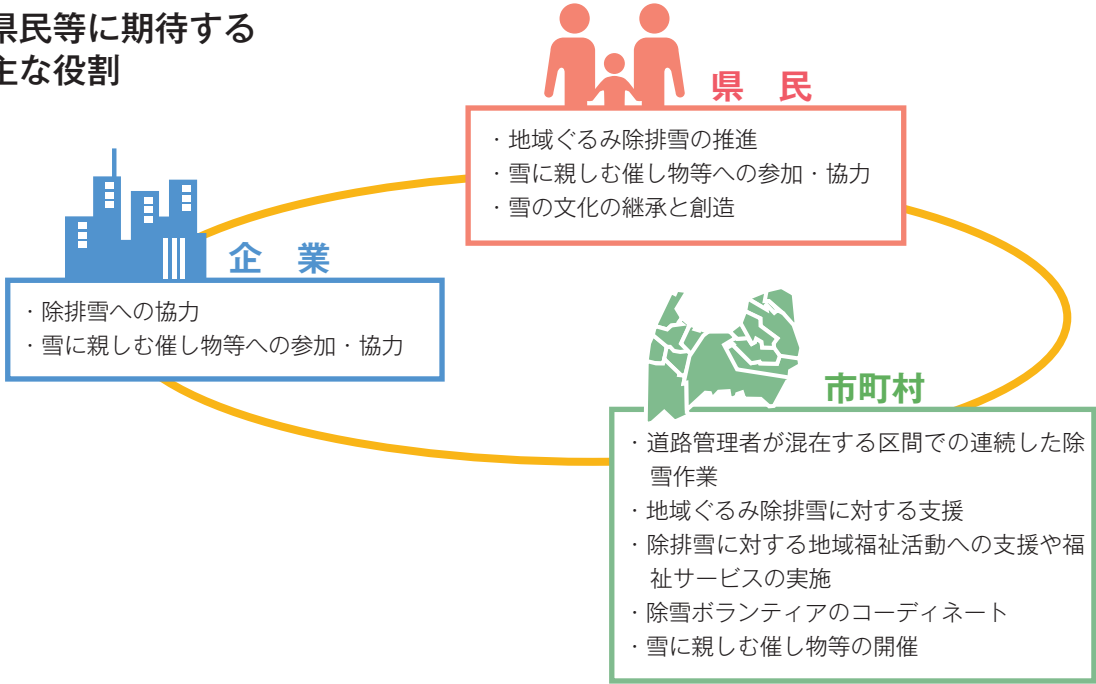 県民等に期待する
主な役割
県　民
・地域ぐるみ除排雪の推進
・雪に親しむ催し物等への参加・協力
・雪の文化の継承と創造
企　業
・除排雪への協力
・雪に親しむ催し物等への参加・協力
市町村
・道路管理者が混在する区間での連続した除
雪作業
・地域ぐるみ除排雪に対する支援
・除排雪に対する地域福祉活動への支援や福
祉サービスの実施
・除雪ボランティアのコーディネート
・雪に親しむ催し物等の開催